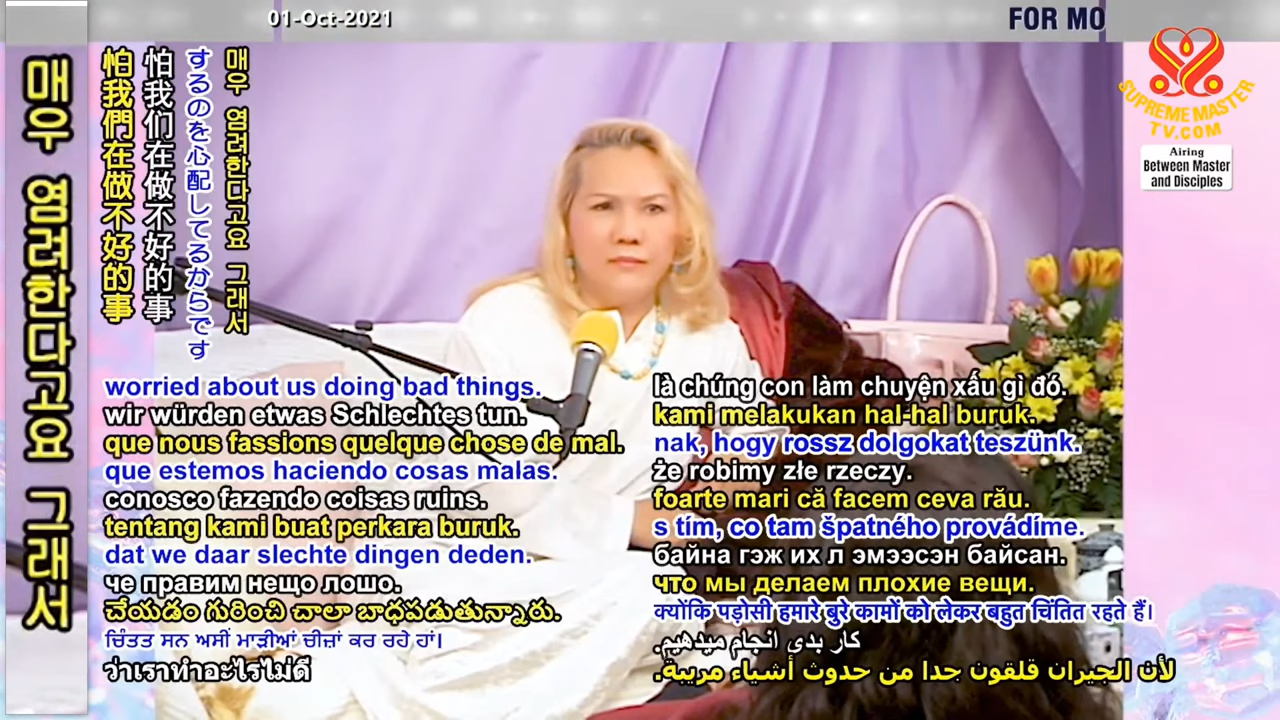 01-Oct-2021
FOR MO
SUPREME MASTER
TV.COM
Airing
Between Master
and Disciples
매우 염려한다고요 그래서
怕我們在做不好的事
怕我们在做不好的事
するのを心配してるからです
매우 염려한다고요 그래서
worried about us doing bad things.
wir würden etwas Schlechtes tun.
que nous fassions quelque chose de mal.
que estemos haciendo cosas malas.
conosco fazendo coisas ruins.
tentang kami buat perkara buruk.
dat we daar slechte dingen deden.
че правим нещо лошо.
చేయడం గురించి చాలా బాధపడుతున్నారు.
ਚਿੰਤਤ ਸਨ ਅਸੀਂ ਮਾੜੀਆਂ ਚੀਜ਼ਾਂ ਕਰ ਰਹੇ ਹਾਂ।
ว่าเราทำอะไรไม่ดี
là chúng con làm chuyện xấu gì đó.
kami melakukan hal-hal buruk.
nak, hogy rossz dolgokat teszünk.
że robimy złe rzeczy.
foarte mari că facem ceva rău.
s tím, co tam špatného provádíme.
байна гэж их л эмээсэн байсан.
что мы делаем плохие вещи.
क्योंकि पड़ोसी हमारे बुरे कामों को लेकर बहुत चिंतित रहते हैं।
کار بدی انجام میدهیم.
لأن الجيران قلقون جدا من حدوث أشياء مريبة.